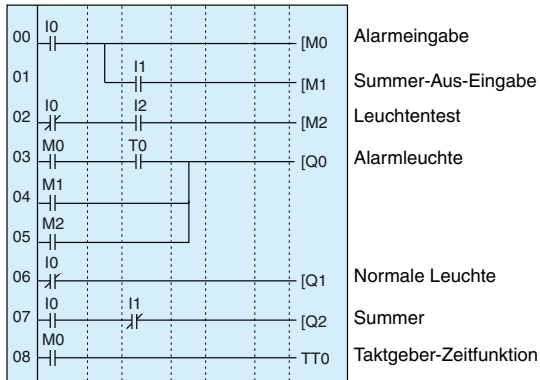 I0
00 [M0 Alarmeingabe
I1
01 [M1 Summer-Aus-Eingabe
I0 I2
02 [M2 Leuchtentest
M0 T0
03 [Q0 Alarmleuchte
M1
04
M2
05
I0
06 [Q1 Normale Leuchte
I0 I1
07 [Q2 Summer
M0
08 TT0 Taktgeber-Zeitfunktion